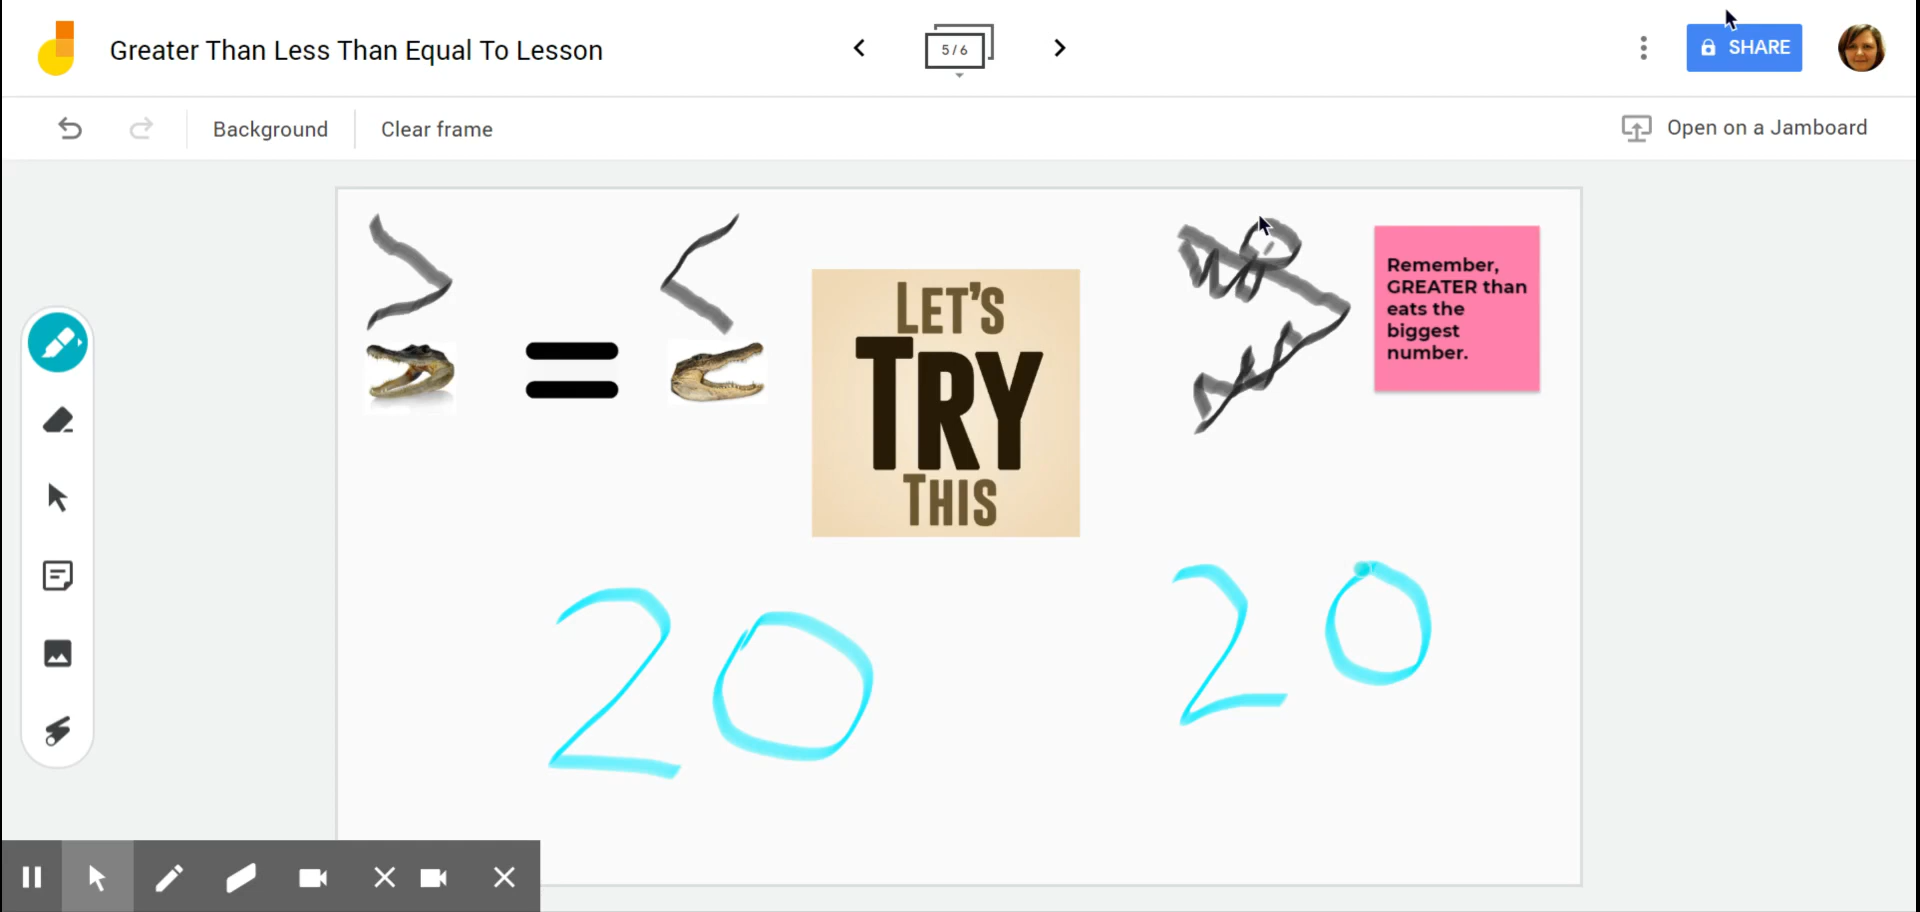 Greater Than Less Than Equal To Lesson
5 / 6
SHARE
Background
Clear frame
Open on a Jamboard
>
<
=
LET'S
TRY
THIS
Remember,
GREATER than
eats the
biggest
number.
20
20